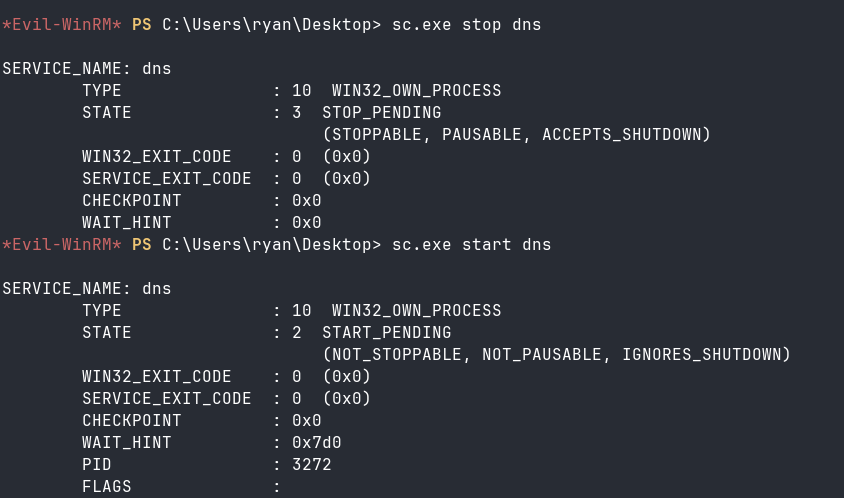 *Evil-WinRM* PS C:\Users\ryan\Desktop> sc.exe stop dns
SERVICE_NAME: dns
        TYPE               : 10  WIN32_OWN_PROCESS
        STATE              : 3  STOP_PENDING
                                (STOPPABLE, PAUSABLE, ACCEPTS_SHUTDOWN)
        WIN32_EXIT_CODE    : 0  (0x0)
        SERVICE_EXIT_CODE  : 0  (0x0)
        CHECKPOINT         : 0x0
        WAIT_HINT          : 0x0
*Evil-WinRM* PS C:\Users\ryan\Desktop> sc.exe start dns
SERVICE_NAME: dns
        TYPE               : 10  WIN32_OWN_PROCESS
        STATE              : 2  START_PENDING
                                (NOT_STOPPABLE, NOT_PAUSABLE, IGNORES_SHUTDOWN)
        WIN32_EXIT_CODE    : 0  (0x0)
        SERVICE_EXIT_CODE  : 0  (0x0)
        CHECKPOINT         : 0x0
        WAIT_HINT          : 0x7d0
        PID                : 3272
        FLAGS              :